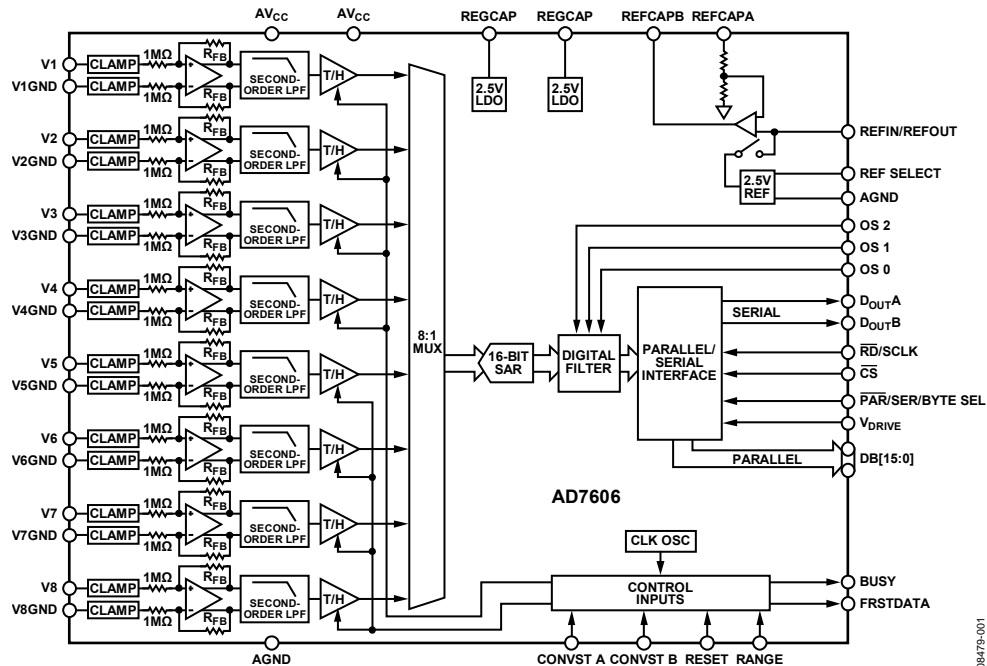 AVCC AVCC REGCAP REGCAP REFCAPB REFCAPA
V1 CLAMP 1MΩ RFB
V1GND CLAMP 1MΩ RFB
SECOND-
ORDER LPF
T/H
2.5V
LDO
2.5V
LDO
REFIN/REFOUT
V2 CLAMP 1MΩ RFB
V2GND CLAMP 1MΩ RFB
SECOND-
ORDER LPF
T/H
REF SELECT
2.5V
REF
AGND
V3 CLAMP 1MΩ RFB
V3GND CLAMP 1MΩ RFB
SECOND-
ORDER LPF
T/H
OS 2
OS 1
OS 0
V4 CLAMP 1MΩ RFB
V4GND CLAMP 1MΩ RFB
SECOND-
ORDER LPF
T/H
8:1
MUX
DOUTA
SERIAL
DOUTB
V5 CLAMP 1MΩ RFB
V5GND CLAMP 1MΩ RFB
SECOND-
ORDER LPF
T/H
16-BIT
SAR
DIGITAL
FILTER
PARALLEL/
SERIAL
INTERFACE
R̅D̅/SCLK
C̅S̅
P̅A̅R̅/SER/BYTE SEL
VDRIVE
V6 CLAMP 1MΩ RFB
V6GND CLAMP 1MΩ RFB
SECOND-
ORDER LPF
T/H
PARALLEL
DB[15:0]
AD7606
V7 CLAMP 1MΩ RFB
V7GND CLAMP 1MΩ RFB
SECOND-
ORDER LPF
T/H
CLK OSC
V8 CLAMP 1MΩ RFB
V8GND CLAMP 1MΩ RFB
SECOND-
ORDER LPF
T/H
CONTROL
INPUTS
BUSY
FRSTDATA
AGND CONVST A CONVST B RESET RANGE
08479-001